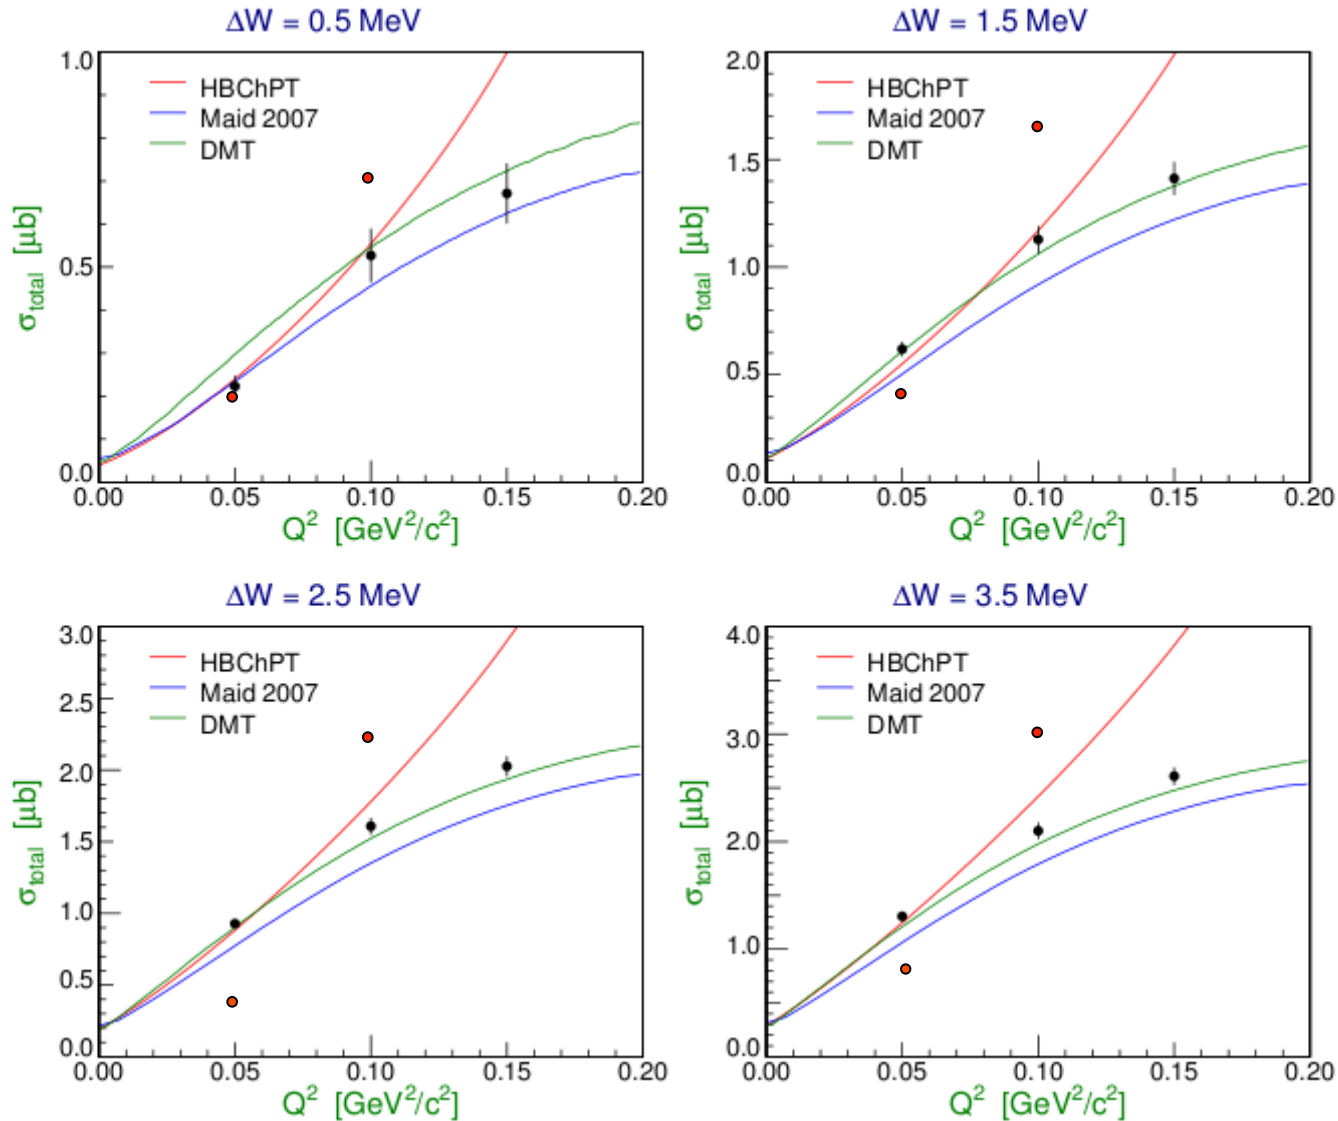 ΔW = 0.5 MeV
1.0
HBChPT
Maid 2007
DMT
0.5
σtotal [μb]
0.0
0.00 0.05 0.10 0.15 0.20
Q² [GeV²/c²]
ΔW = 1.5 MeV
2.0
HBChPT
Maid 2007
DMT
1.5
1.0
σtotal [μb]
0.5
0.0
0.00 0.05 0.10 0.15 0.20
Q² [GeV²/c²]
ΔW = 2.5 MeV
3.0
HBChPT
Maid 2007
2.5
DMT
2.0
1.5
σtotal [μb]
1.0
0.5
0.0
0.00 0.05 0.10 0.15 0.20
Q² [GeV²/c²]
ΔW = 3.5 MeV
4.0
HBChPT
Maid 2007
DMT
3.0
2.0
σtotal [μb]
1.0
0.0
0.00 0.05 0.10 0.15 0.20
Q² [GeV²/c²]